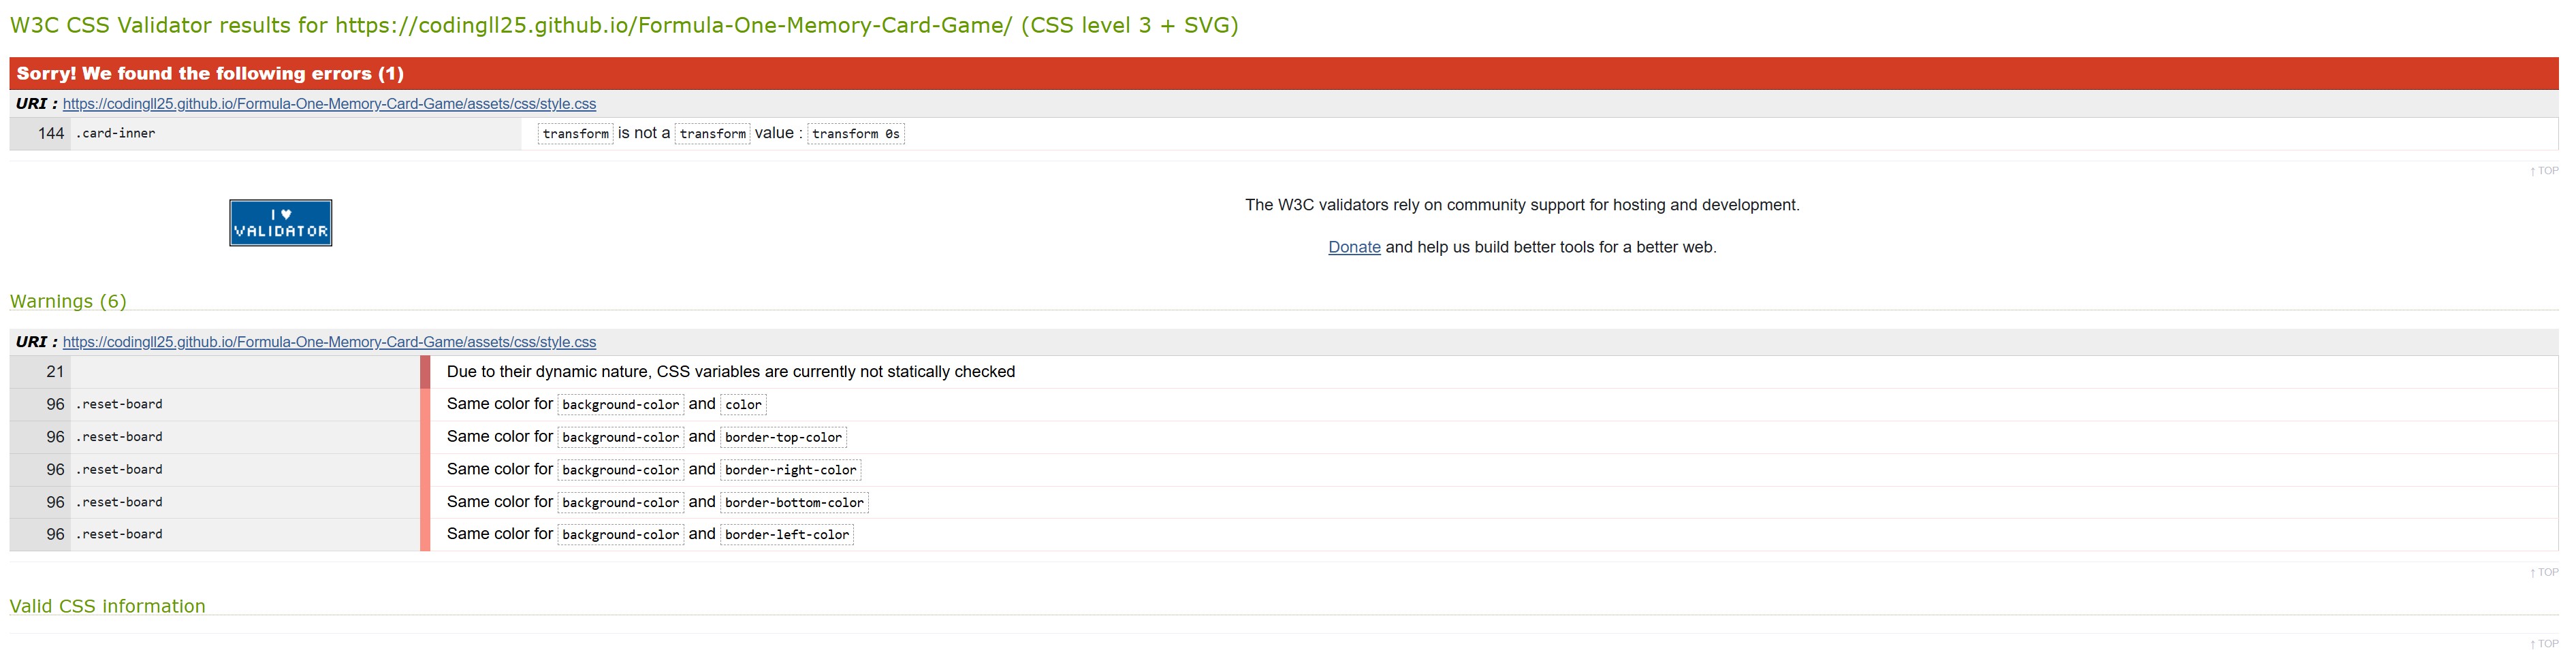 W3C CSS Validator results for https://codingll25.github.io/Formula-One-Memory-Card-Game/ (CSS level 3 + SVG)
Sorry! We found the following errors (1)
URI : https://codingll25.github.io/Formula-One-Memory-Card-Game/assets/css/style.css
144 .card-inner transform is not a transform value : transform 0s
↑ TOP
I ♥ VALIDATOR
The W3C validators rely on community support for hosting and development.
Donate and help us build better tools for a better web.
Warnings (6)
URI : https://codingll25.github.io/Formula-One-Memory-Card-Game/assets/css/style.css
21 Due to their dynamic nature, CSS variables are currently not statically checked
96 .reset-board Same color for background-color and color
96 .reset-board Same color for background-color and border-top-color
96 .reset-board Same color for background-color and border-right-color
96 .reset-board Same color for background-color and border-bottom-color
96 .reset-board Same color for background-color and border-left-color
↑ TOP
Valid CSS information
↑ TOP